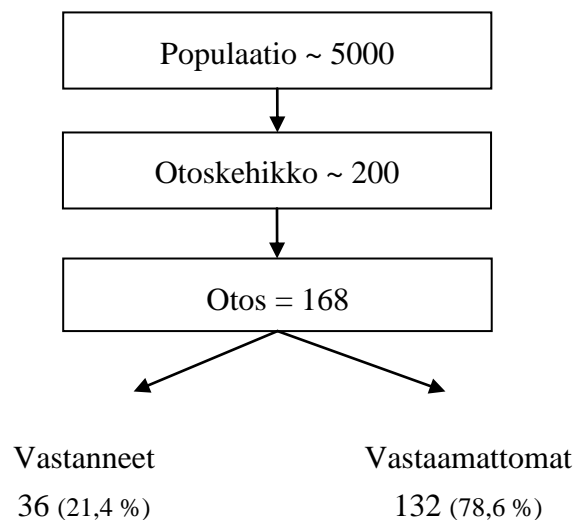 Populaatio ~ 5000
Otoskehikko ~ 200
Otos = 168
Vastanneet
36 (21,4 %)
Vastaamattomat
132 (78,6 %)